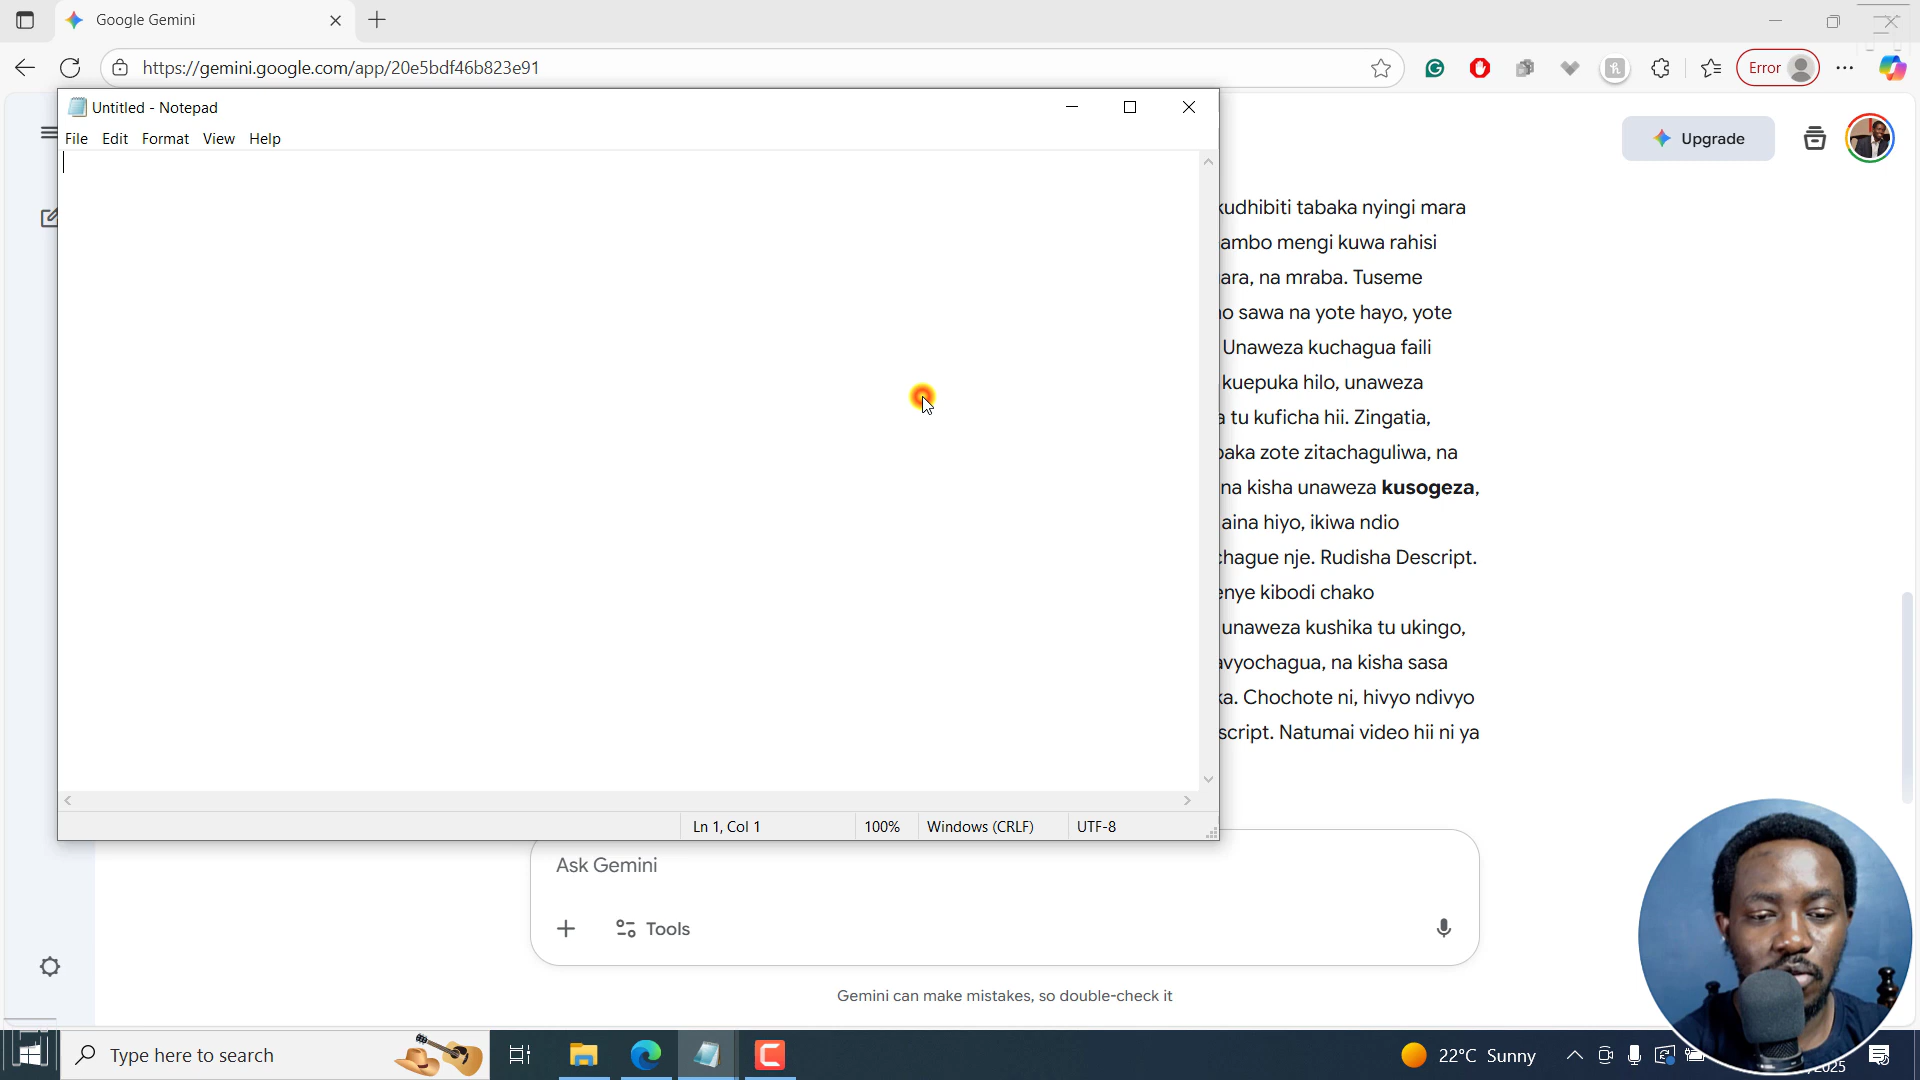 Google Gemini
https://gemini.google.com/app/20e5bdf46b823e91
Error
Untitled - Notepad
File Edit Format View Help
Upgrade
kudhibiti tabaka nyingi mara
ambo mengi kuwa rahisi
ara, na mraba. Tuseme
o sawa na yote hayo, yote
Unaweza kuchagua faili
kuepuka hilo, unaweza
a tu kuficha hii. Zingatia,
baka zote zitachaguliwa, na
na kisha unaweza kusogeza,
aina hiyo, ikiwa ndio
chague nje. Rudisha Descript.
enye kibodi chako
unaweza kushika tu ukingo,
avyochagua, na kisha sasa
ka. Chochote ni, hivyo ndivyo
script. Natumai video hii ni ya
Ln 1, Col 1 100% Windows (CRLF) UTF-8
Ask Gemini
Tools
Gemini can make mistakes, so double-check it
Type here to search
22°C Sunny